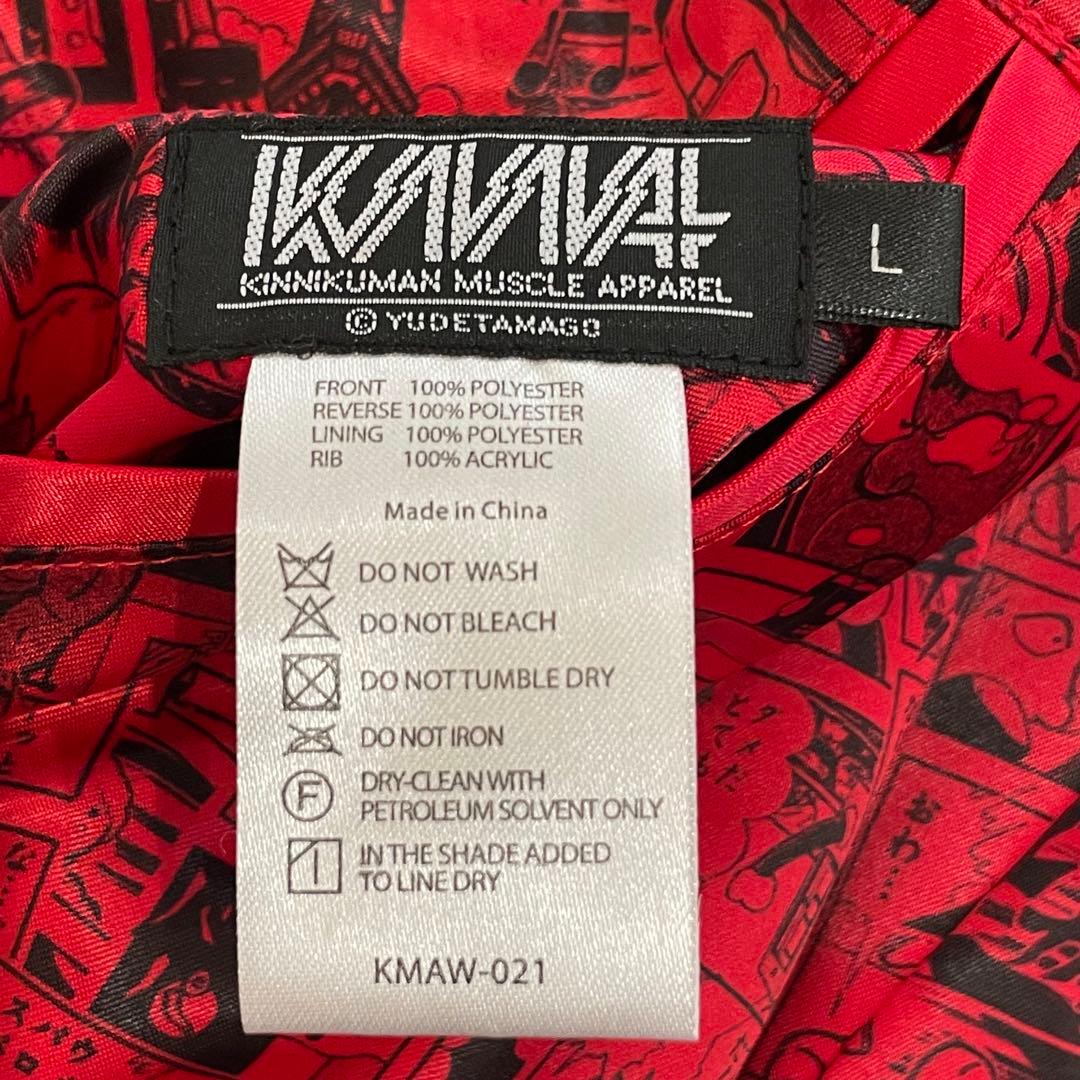 KMA
KINNIKUMAN MUSCLE APPAREL
© YUDETAMAGO
L
FRONT 100% POLYESTER
REVERSE 100% POLYESTER
LINING 100% POLYESTER
RIB 100% ACRYLIC
Made in China
DO NOT WASH
DO NOT BLEACH
DO NOT TUMBLE DRY
DO NOT IRON
F
DRY-CLEAN WITH
PETROLEUM SOLVENT ONLY
IN THE SHADE ADDED
TO LINE DRY
KMAW-021